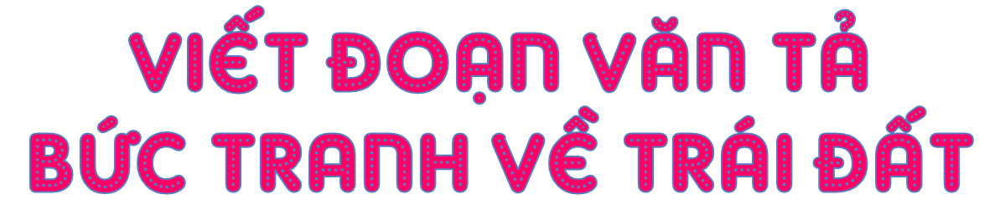 VIẾT ĐOẠN VĂN TẢ
BỨC TRANH VỀ TRÁI ĐẤT